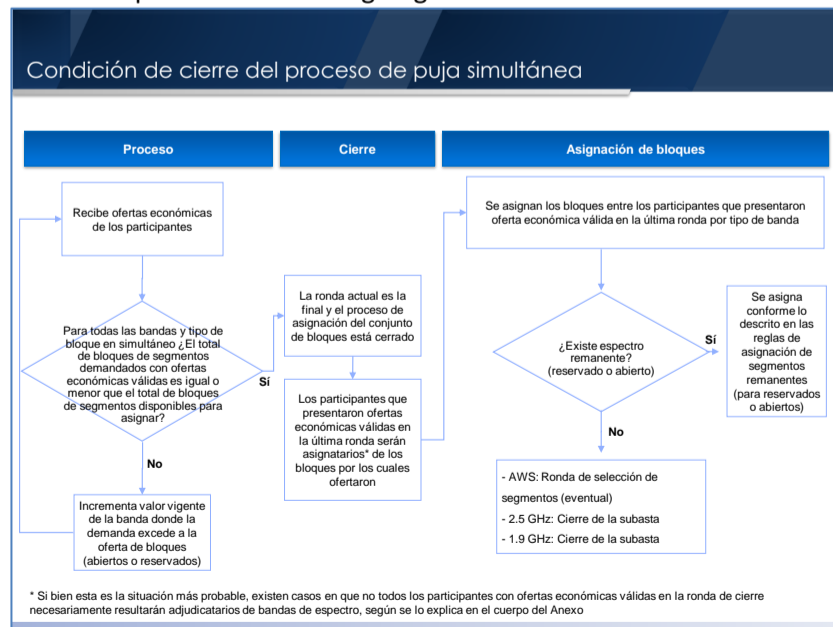 Condición de cierre del proceso de puja simultánea
Proceso
Cierre
Asignación de bloques
Recibe ofertas económicas
de los participantes
Para todas las bandas y tipo de
bloque en simultáneo ¿El total
de bloques de segmentos
demandados con ofertas
económicas válidas es igual o
menor que el total de bloques
de segmentos disponibles para
asignar?
Sí
No
Incrementa valor vigente
de la banda donde la
demanda excede a la
oferta de bloques
(abiertos o reservados)
La ronda actual es la
final y el proceso de
asignación del conjunto
de bloques está cerrado
Los participantes que
presentaron ofertas
económicas válidas en
la última ronda serán
asignatarios* de los
bloques por los cuales
ofertaron
Se asignan los bloques entre los participantes que presentaron
oferta económica válida en la última ronda por tipo de banda
¿Existe espectro
remanente?
(reservado o abierto)
Sí
Se asigna
conforme lo
descrito en las
reglas de
asignación de
segmentos
remanentes
(para reservados
o abiertos)
No
- AWS: Ronda de selección de
segmentos (eventual)
- 2.5 GHz: Cierre de la subasta
- 1.9 GHz: Cierre de la subasta
* Si bien esta es la situación más probable, existen casos en que no todos los participantes con ofertas económicas válidas en la ronda de cierre
necesariamente resultarán adjudicatarios de bandas de espectro, según se lo explica en el cuerpo del Anexo